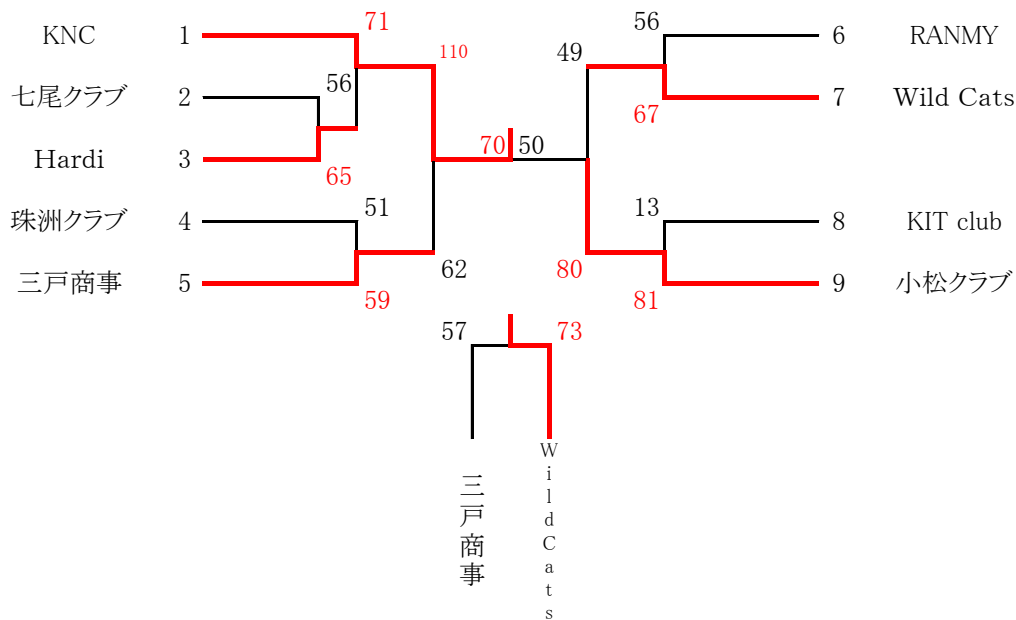 KNC 1 71 110 49 56 6 RANMY
七尾クラブ 2 56 67 7 Wild Cats
Hardi 3 65 70 50
珠洲クラブ 4 51 13 8 KIT club
三戸商事 5 59 62 80 81 9 小松クラブ
57 73
三戸商事
WildCats